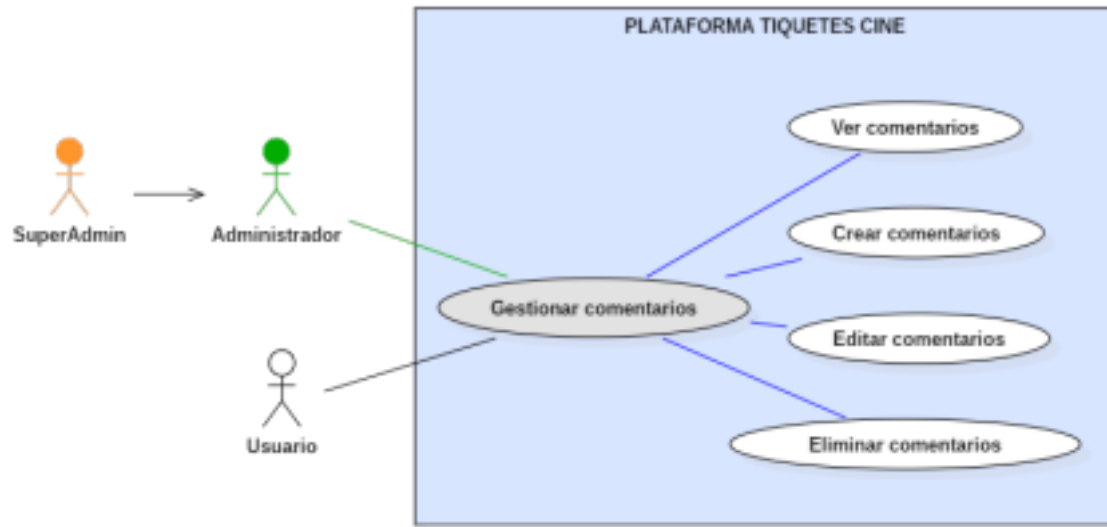 PLATAFORMA TIQUETES CINE
Ver comentarios
SuperAdmin
Administrador
Crear comentarios
Gestionar comentarios
Editar comentarios
Usuario
Eliminar comentarios